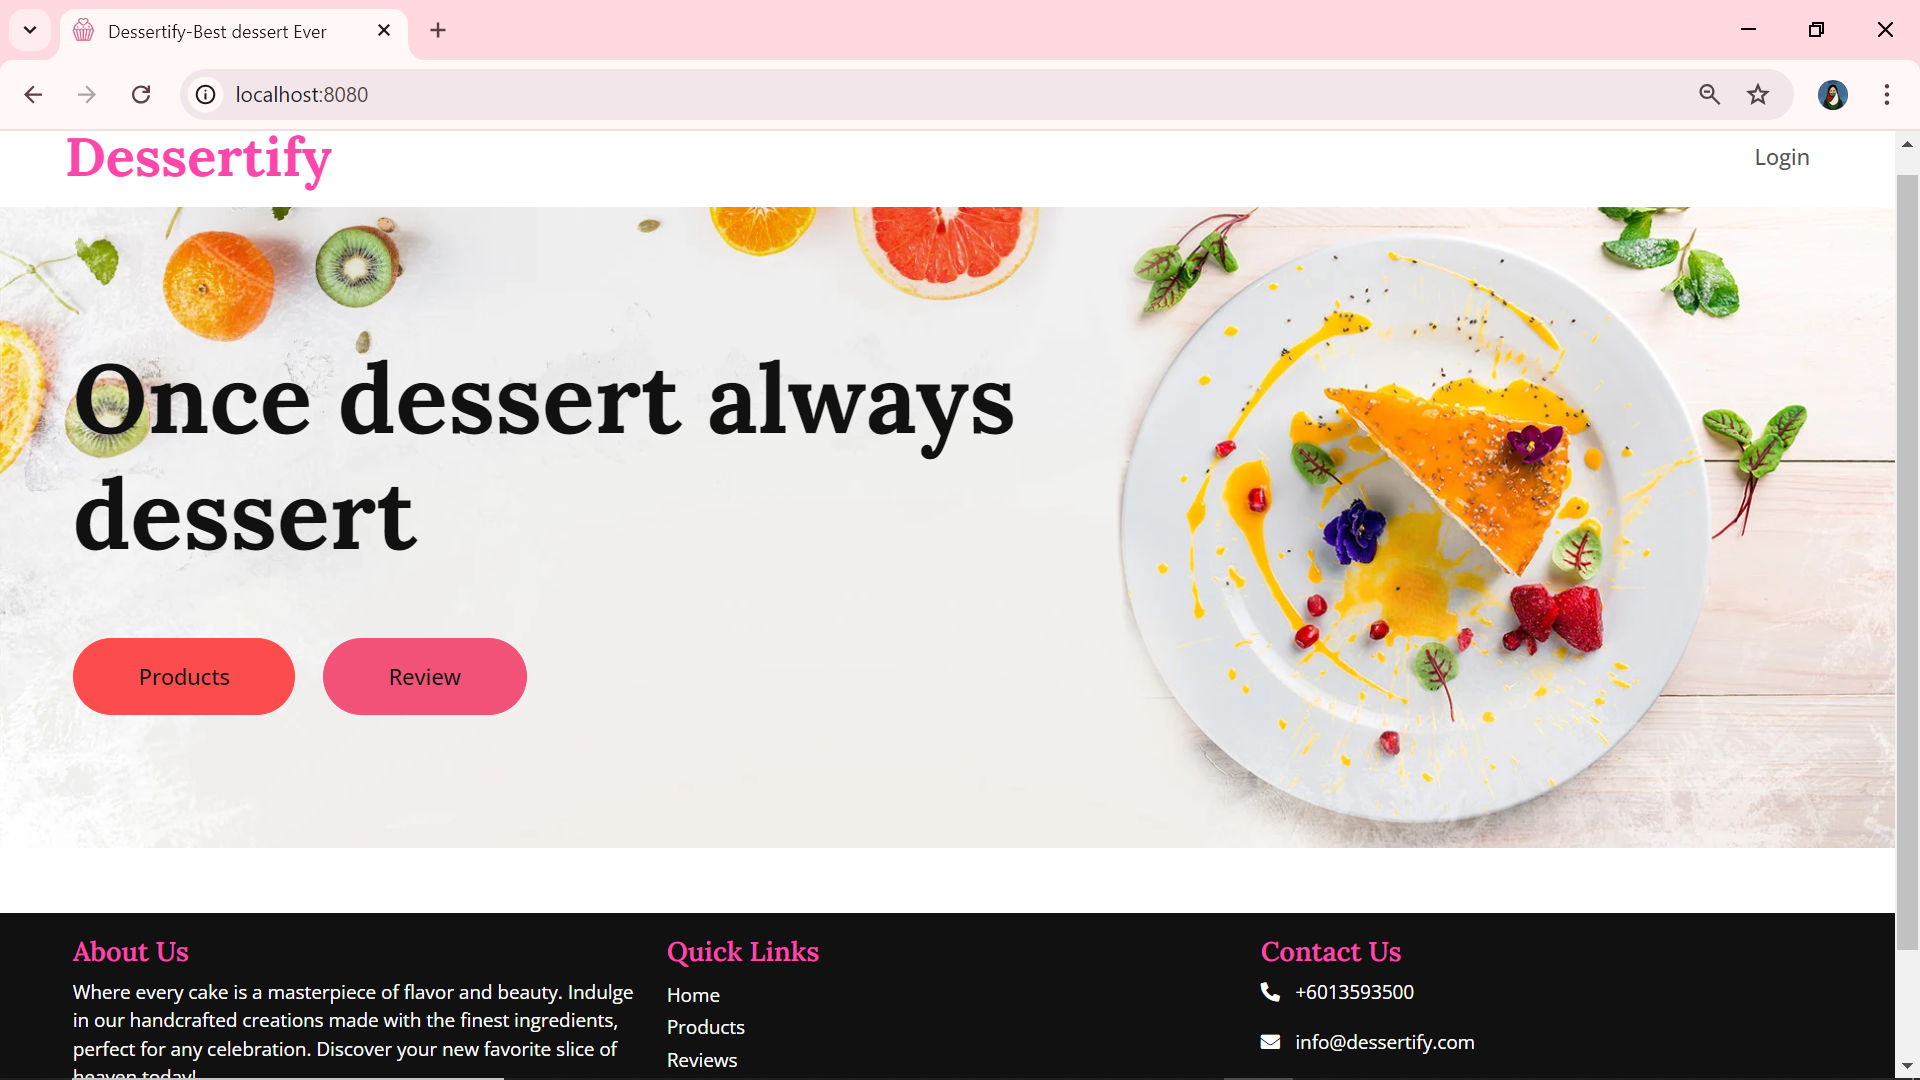 Dessertify-Best dessert Ever
localhost:8080
Dessertify
Login
Once dessert always
dessert
Products
Review
About Us
Where every cake is a masterpiece of flavor and beauty. Indulge
in our handcrafted creations made with the finest ingredients,
perfect for any celebration. Discover your new favorite slice of
heaven today!
Quick Links
Home
Products
Reviews
Contact Us
+6013593500
info@dessertify.com